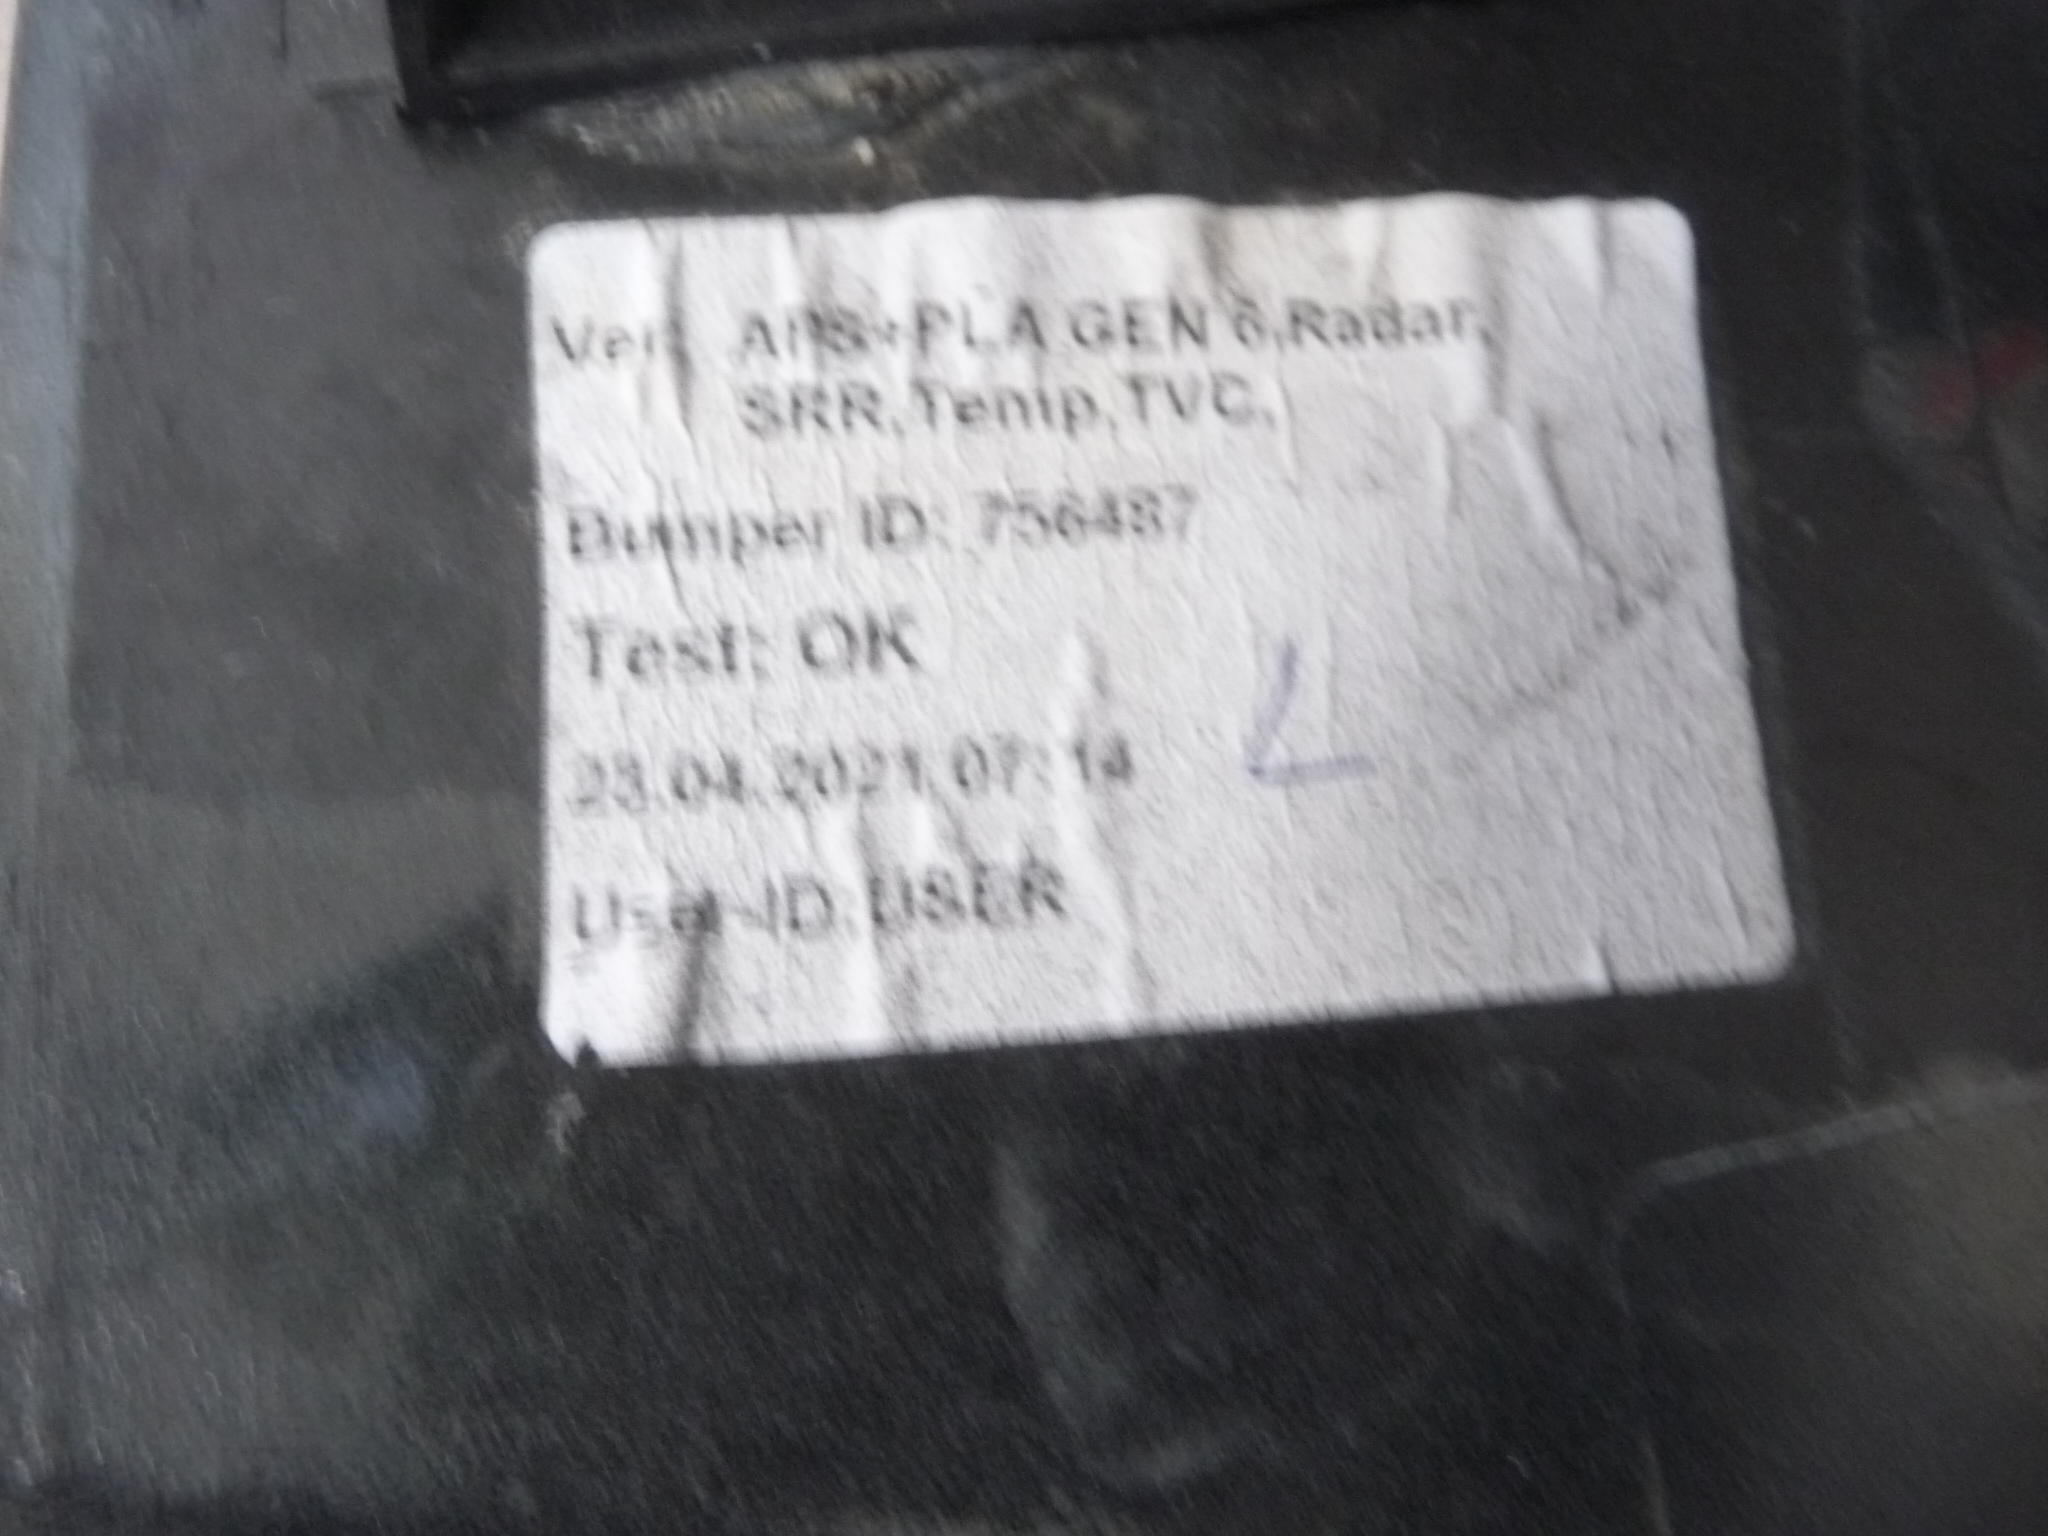 Ver: APS+PLA GEN 6,Radar,
SRR,Temp,TVC,
Bumper ID: 756487
Test: OK
23.04.2021 07:14
User-ID: USER
L